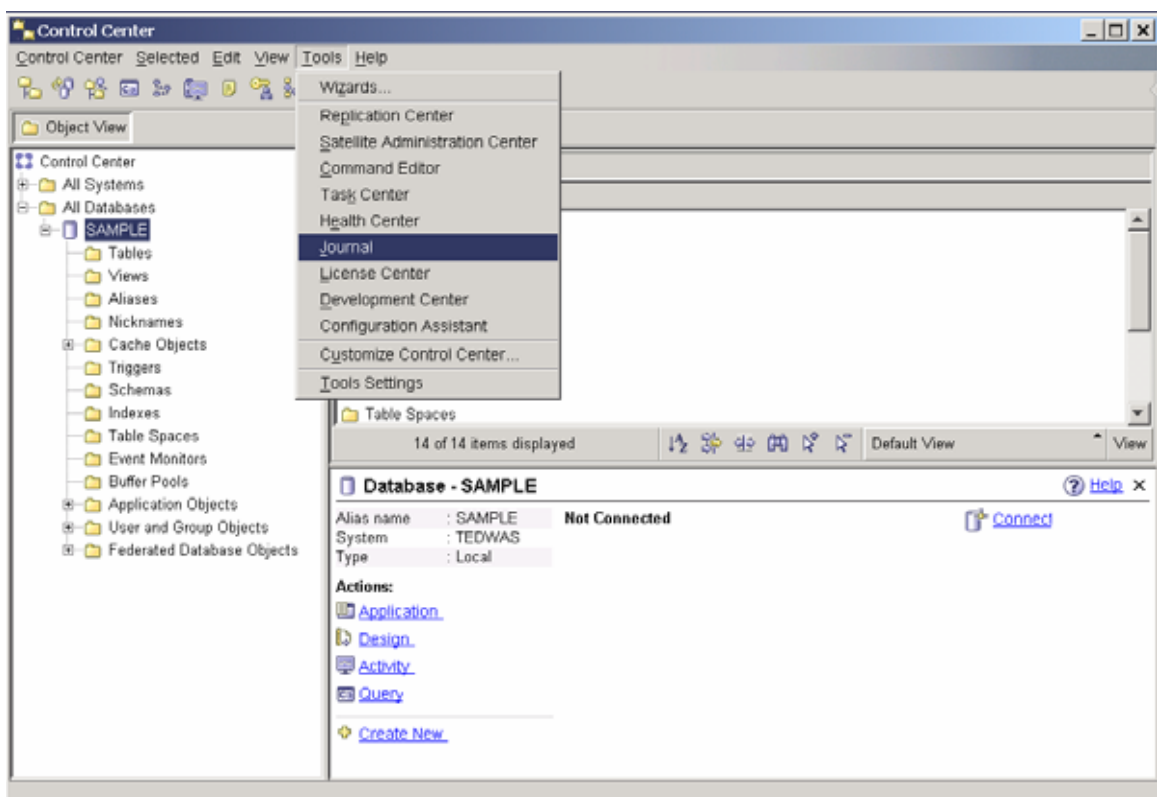 Control Center
Control Center Selected Edit View Tools Help
Object View
Control Center
All Systems
All Databases
SAMPLE
Tables
Views
Aliases
Nicknames
Cache Objects
Triggers
Schemas
Indexes
Table Spaces
Event Monitors
Buffer Pools
Application Objects
User and Group Objects
Federated Database Objects
Wizards...
Replication Center
Satellite Administration Center
Command Editor
Task Center
Health Center
Journal
License Center
Development Center
Configuration Assistant
Customize Control Center...
Tools Settings
Table Spaces
14 of 14 items displayed Default View View
Database - SAMPLE Help
Alias name : SAMPLE Not Connected Connect
System : TEDWAS
Type : Local
Actions:
Application
Design
Activity
Query
Create New